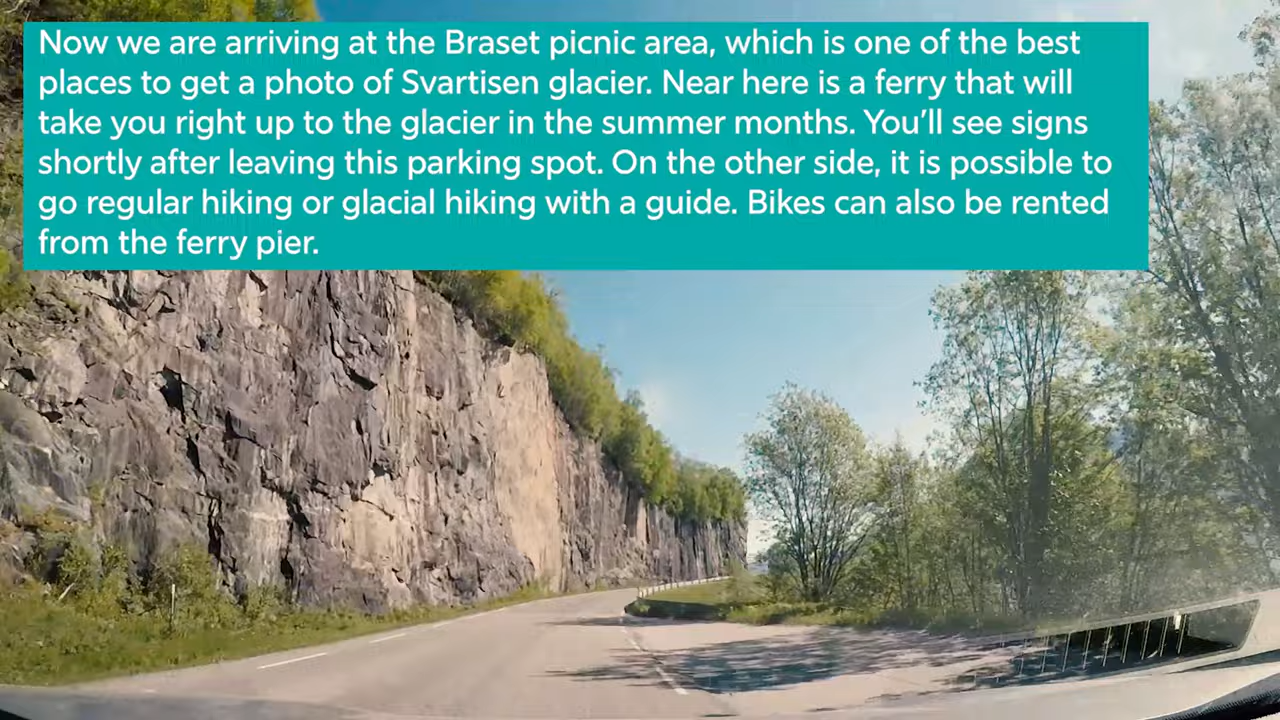 Now we are arriving at the Braset picnic area, which is one of the best
places to get a photo of Svartisen glacier. Near here is a ferry that will
take you right up to the glacier in the summer months. You'll see signs
shortly after leaving this parking spot. On the other side, it is possible to
go regular hiking or glacial hiking with a guide. Bikes can also be rented
from the ferry pier.